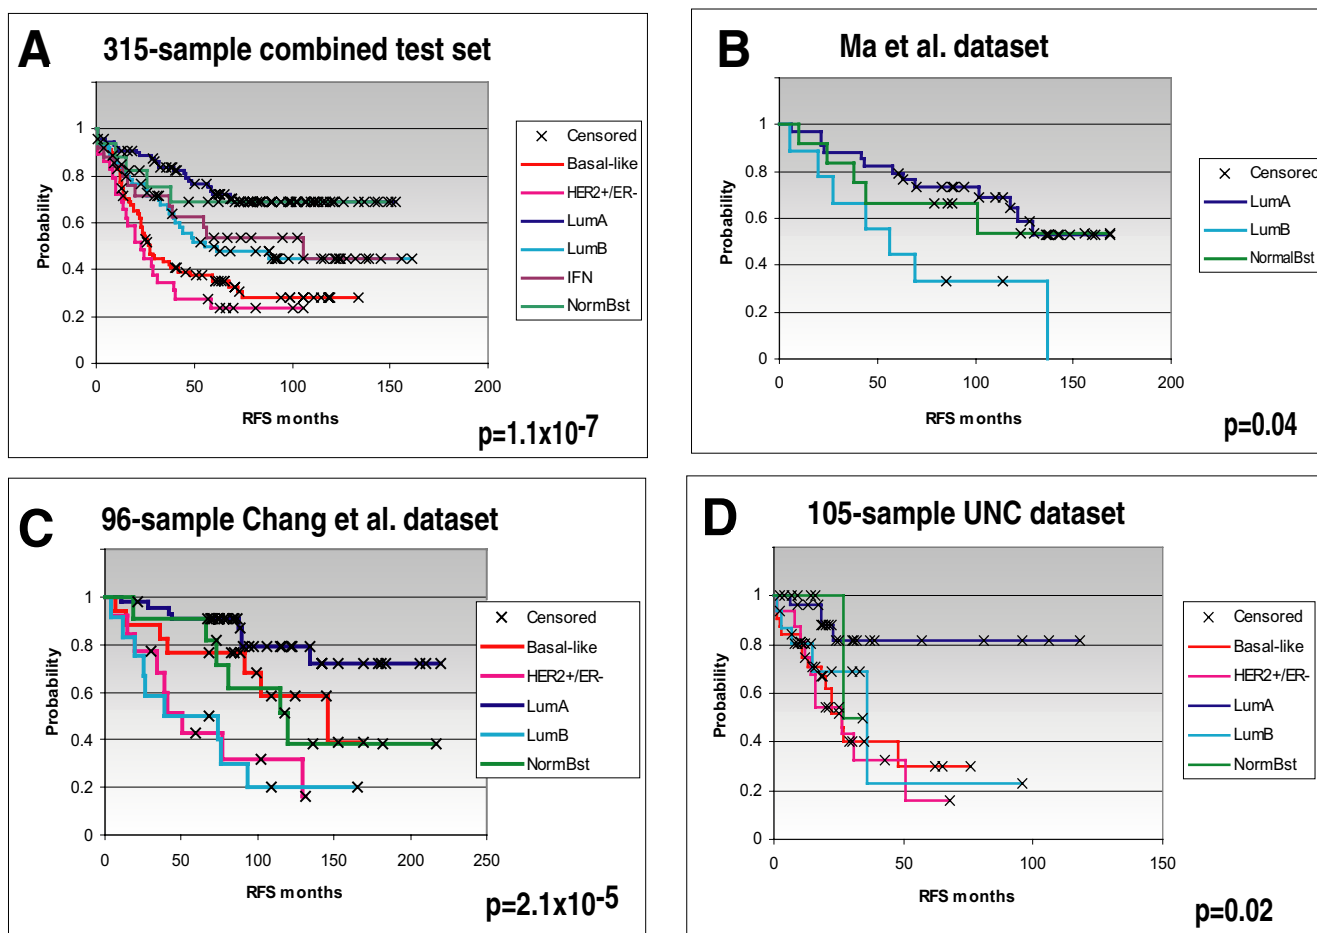 A 315-sample combined test set
Probability
1
0.8
0.6
0.4
0.2
0
0 50 100 150 200
RFS months
Censored
Basal-like
HER2+/ER-
LumA
LumB
IFN
NormBst
p=1.1x10-7
B Ma et al. dataset
Probability
1
0.8
0.6
0.4
0.2
0
0 50 100 150 200
RFS months
Censored
LumA
LumB
NormalBst
p=0.04
C 96-sample Chang et al. dataset
Probability
1
0.8
0.6
0.4
0.2
0
0 50 100 150 200 250
RFS months
Censored
Basal-like
HER2+/ER-
LumA
LumB
NormBst
p=2.1x10-5
D 105-sample UNC dataset
Probability
1
0.8
0.6
0.4
0.2
0
0 50 100 150
RFS months
Censored
Basal-like
HER2+/ER-
LumA
LumB
NormBst
p=0.02